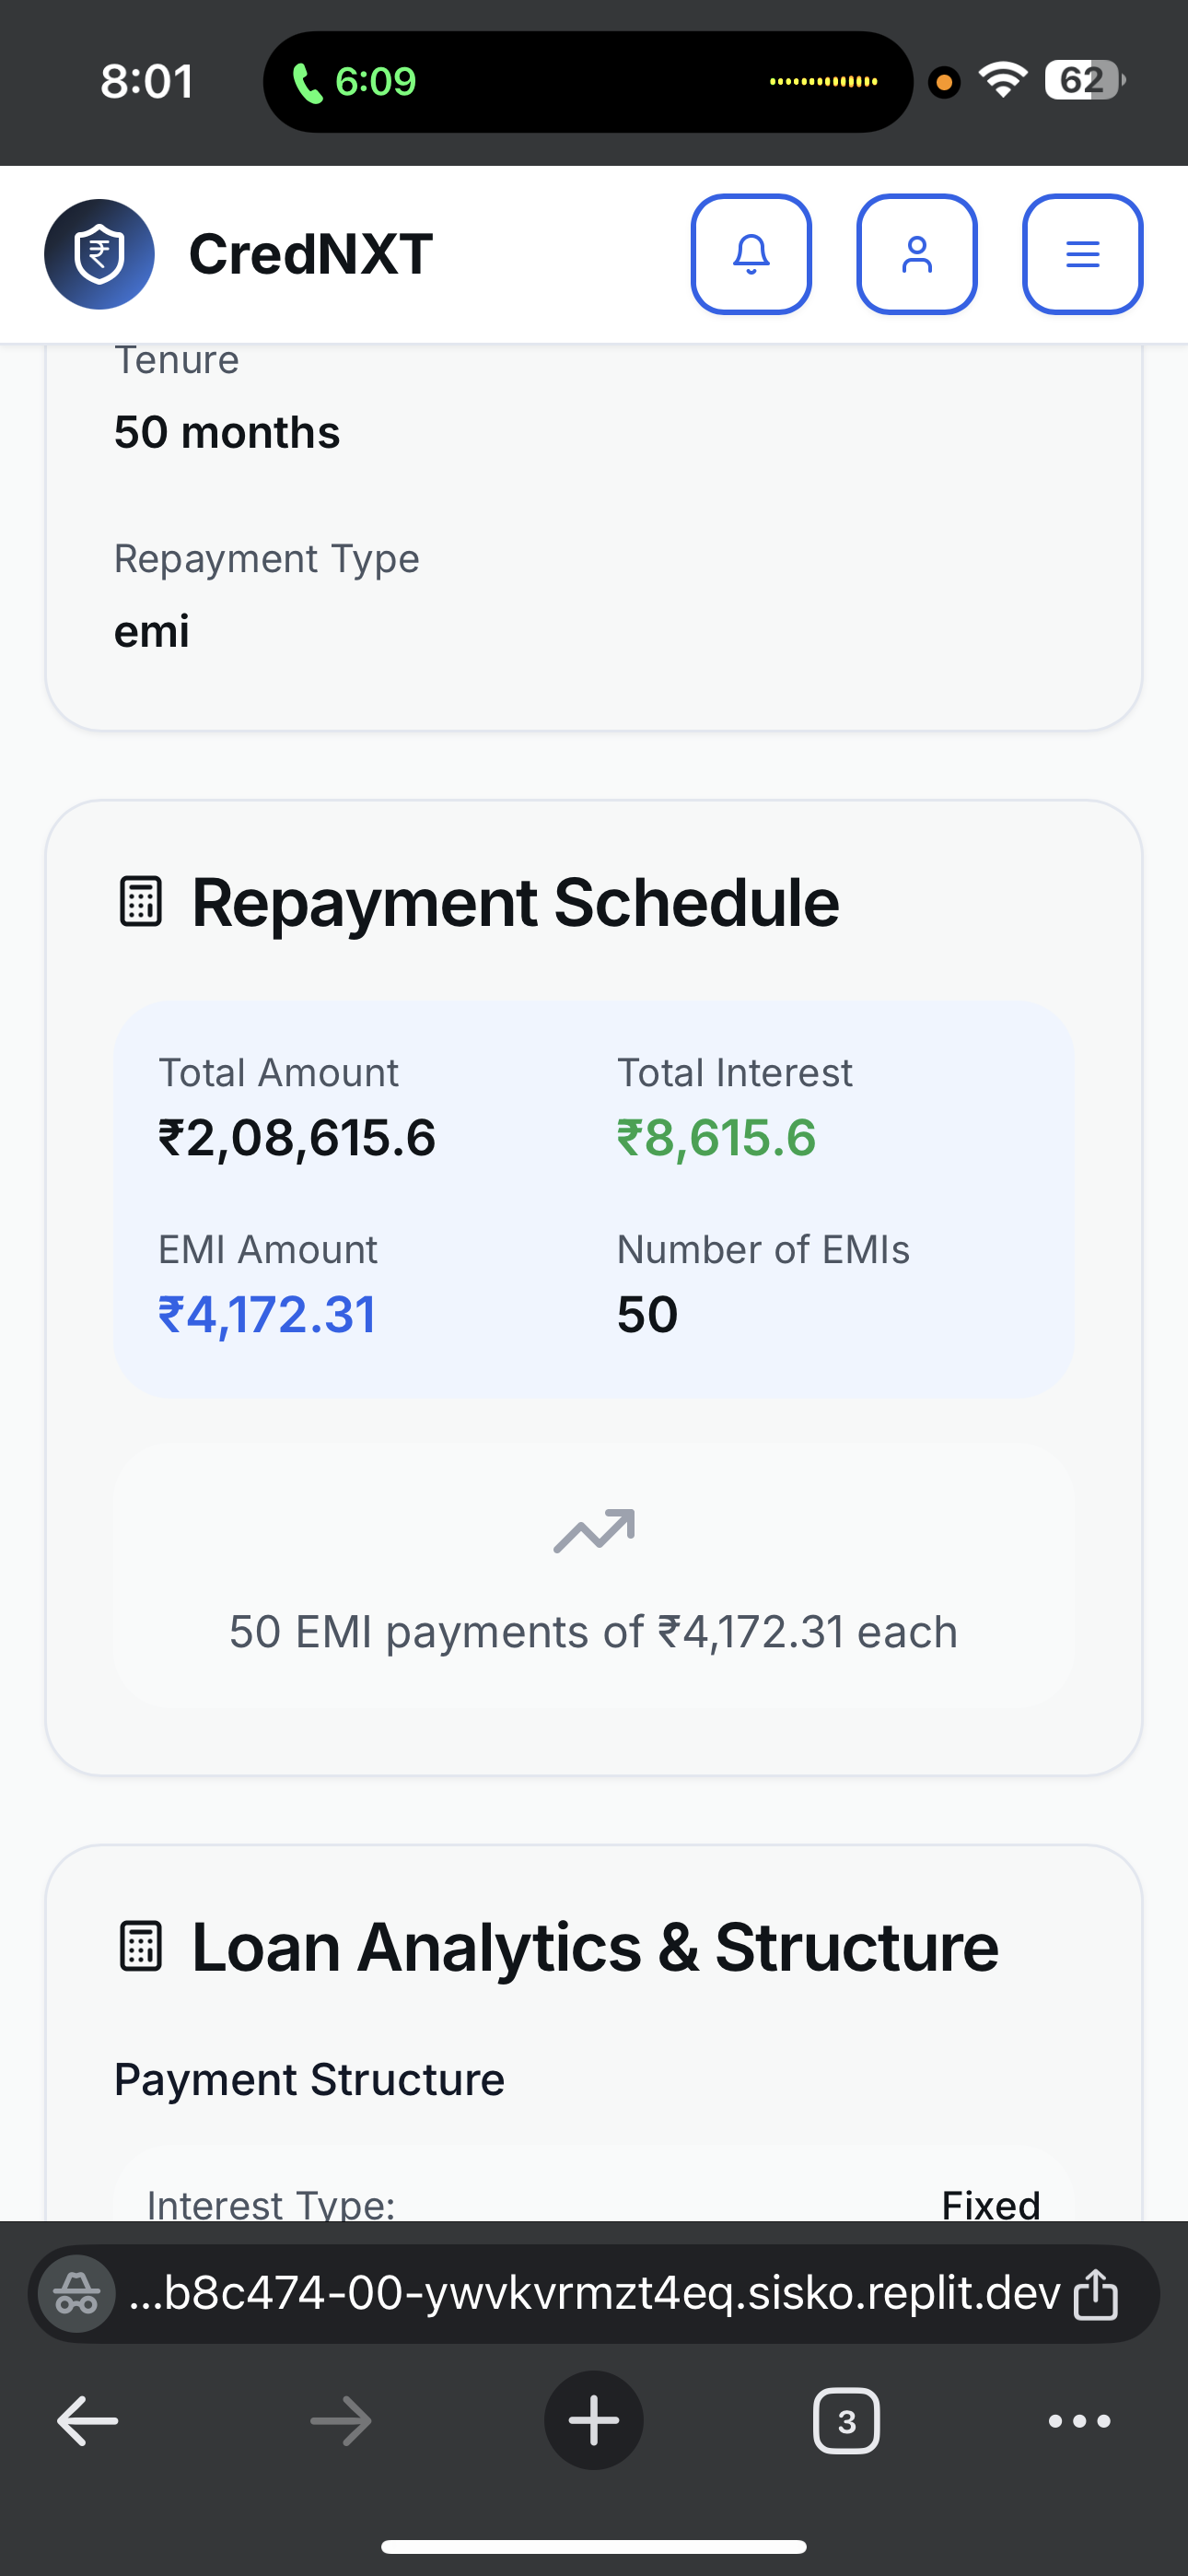 8:01
6:09
62
CredNXT
Tenure
50 months
Repayment Type
emi
Repayment Schedule
Total Amount
Total Interest
₹2,08,615.6
₹8,615.6
EMI Amount
Number of EMIs
₹4,172.31
50
50 EMI payments of ₹4,172.31 each
Loan Analytics & Structure
Payment Structure
Interest Type:
Fixed
...b8c474-00-ywvkvrmzt4eq.sisko.replit.dev
3